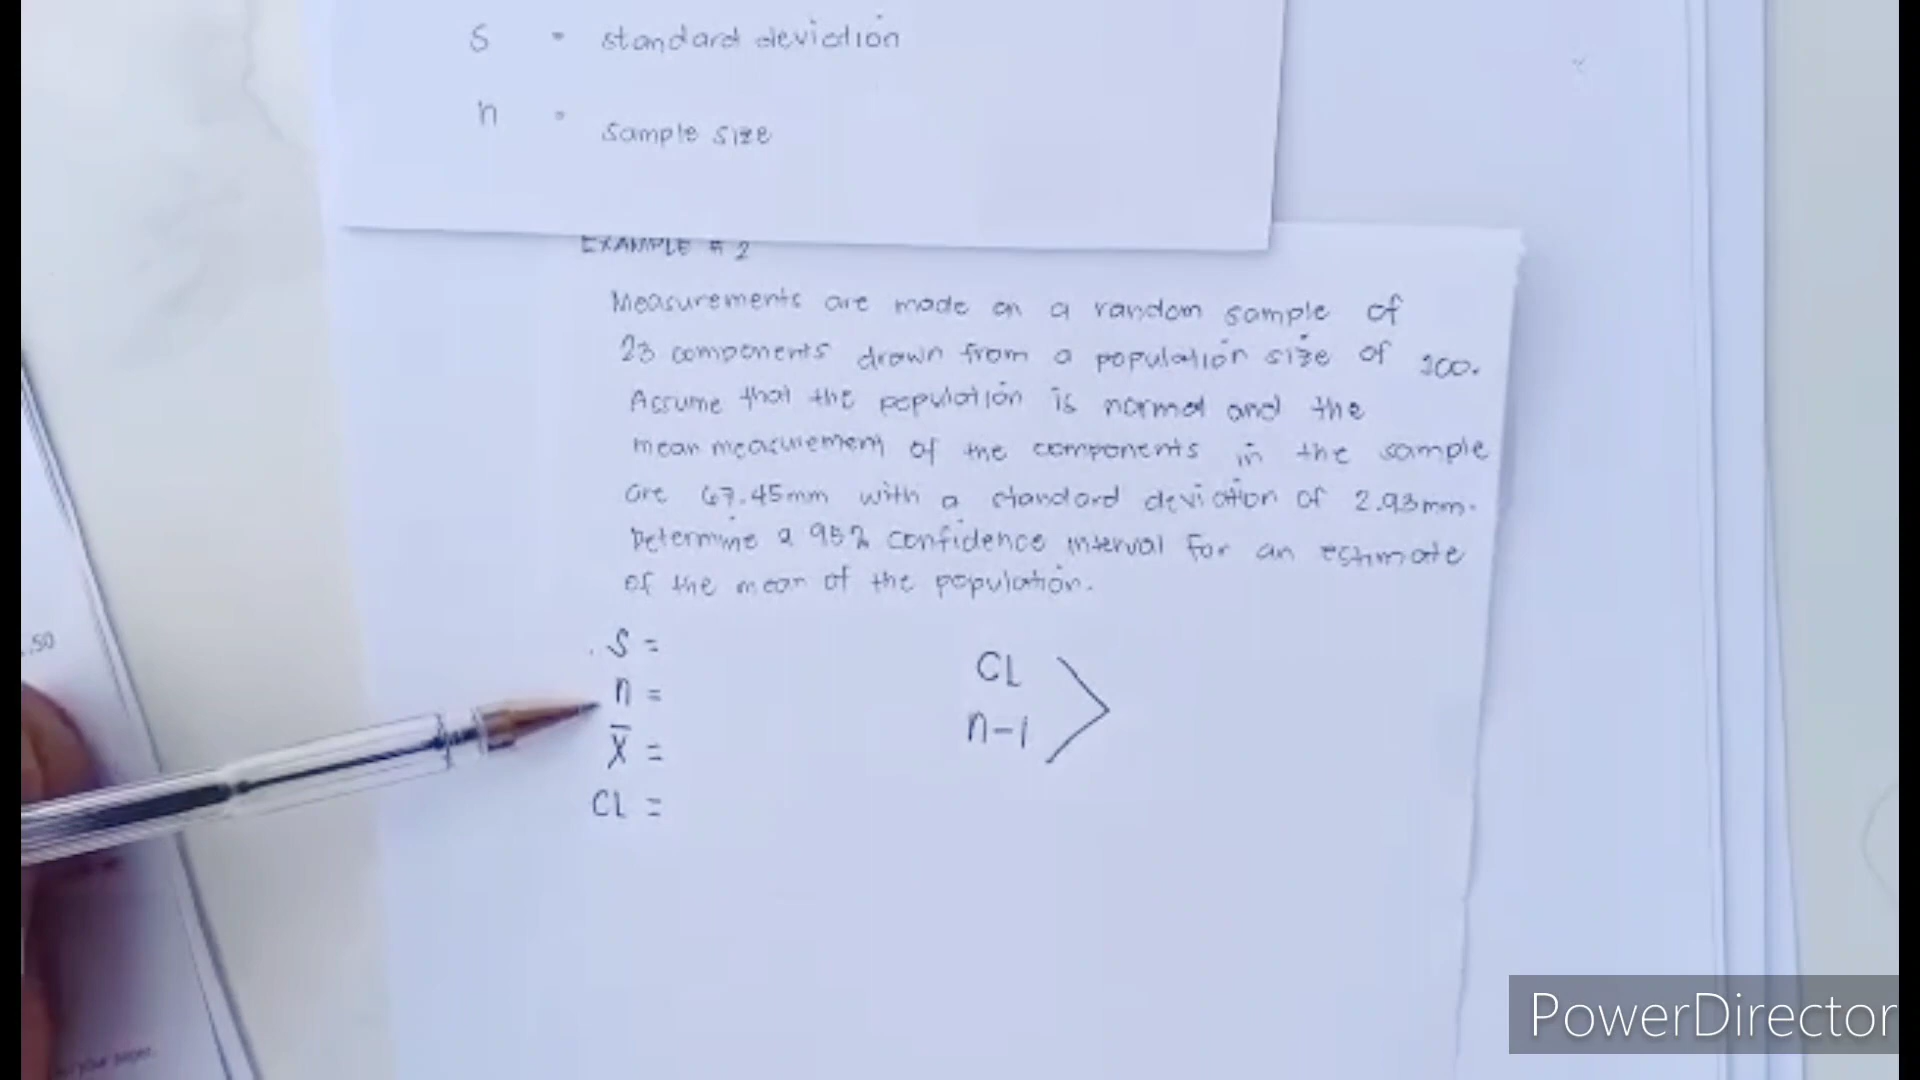 s = standard deviation
n = sample size
EXAMPLE # 2
Measurements are made on a random sample of
23 components drawn from a population size of 200.
Assume that the population is normal and the
mean measurement of the components in the sample
are 67.45mm with a standard deviation of 2.93mm.
Determine a 95% confidence interval for an estimate
of the mean of the population.
.50
S =
n =
X̅ =
CL =
CL
n-1
your paper.
PowerDirector